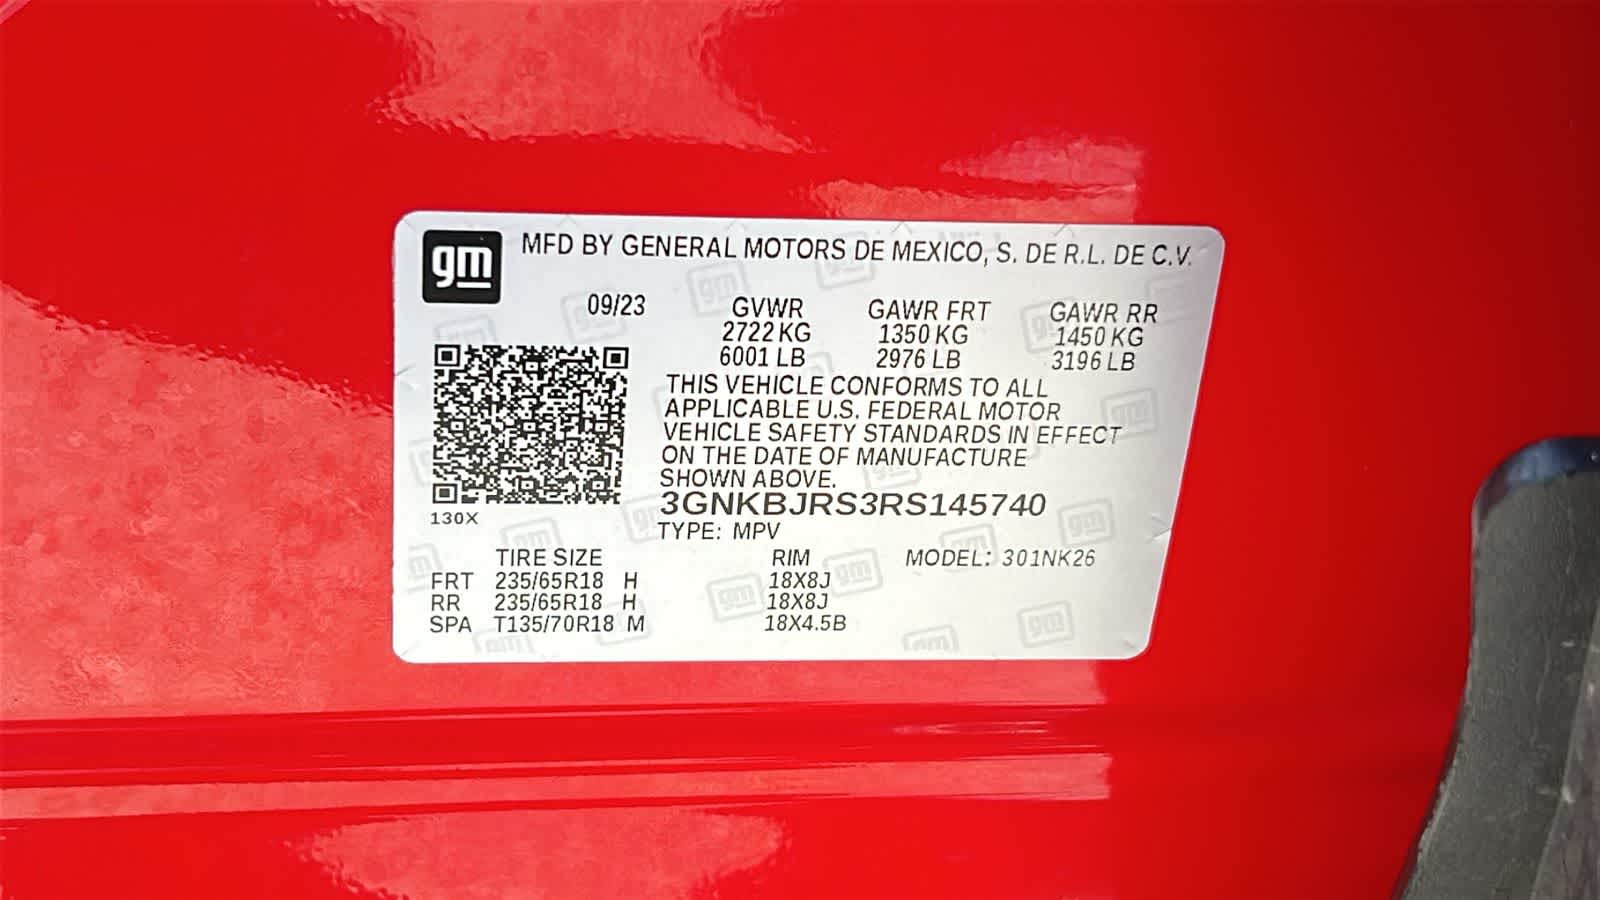 gm
MFD BY GENERAL MOTORS DE MEXICO, S. DE R.L. DE C.V.
09/23 GVWR GAWR FRT GAWR RR
2722 KG 1350 KG 1450 KG
6001 LB 2976 LB 3196 LB
THIS VEHICLE CONFORMS TO ALL
APPLICABLE U.S. FEDERAL MOTOR
VEHICLE SAFETY STANDARDS IN EFFECT
ON THE DATE OF MANUFACTURE
SHOWN ABOVE.
3GNKBJRS3RS145740
130X
TYPE: MPV
TIRE SIZE RIM MODEL: 301NK26
FRT 235/65R18 H 18X8J
RR 235/65R18 H 18X8J
SPA T135/70R18 M 18X4.5B